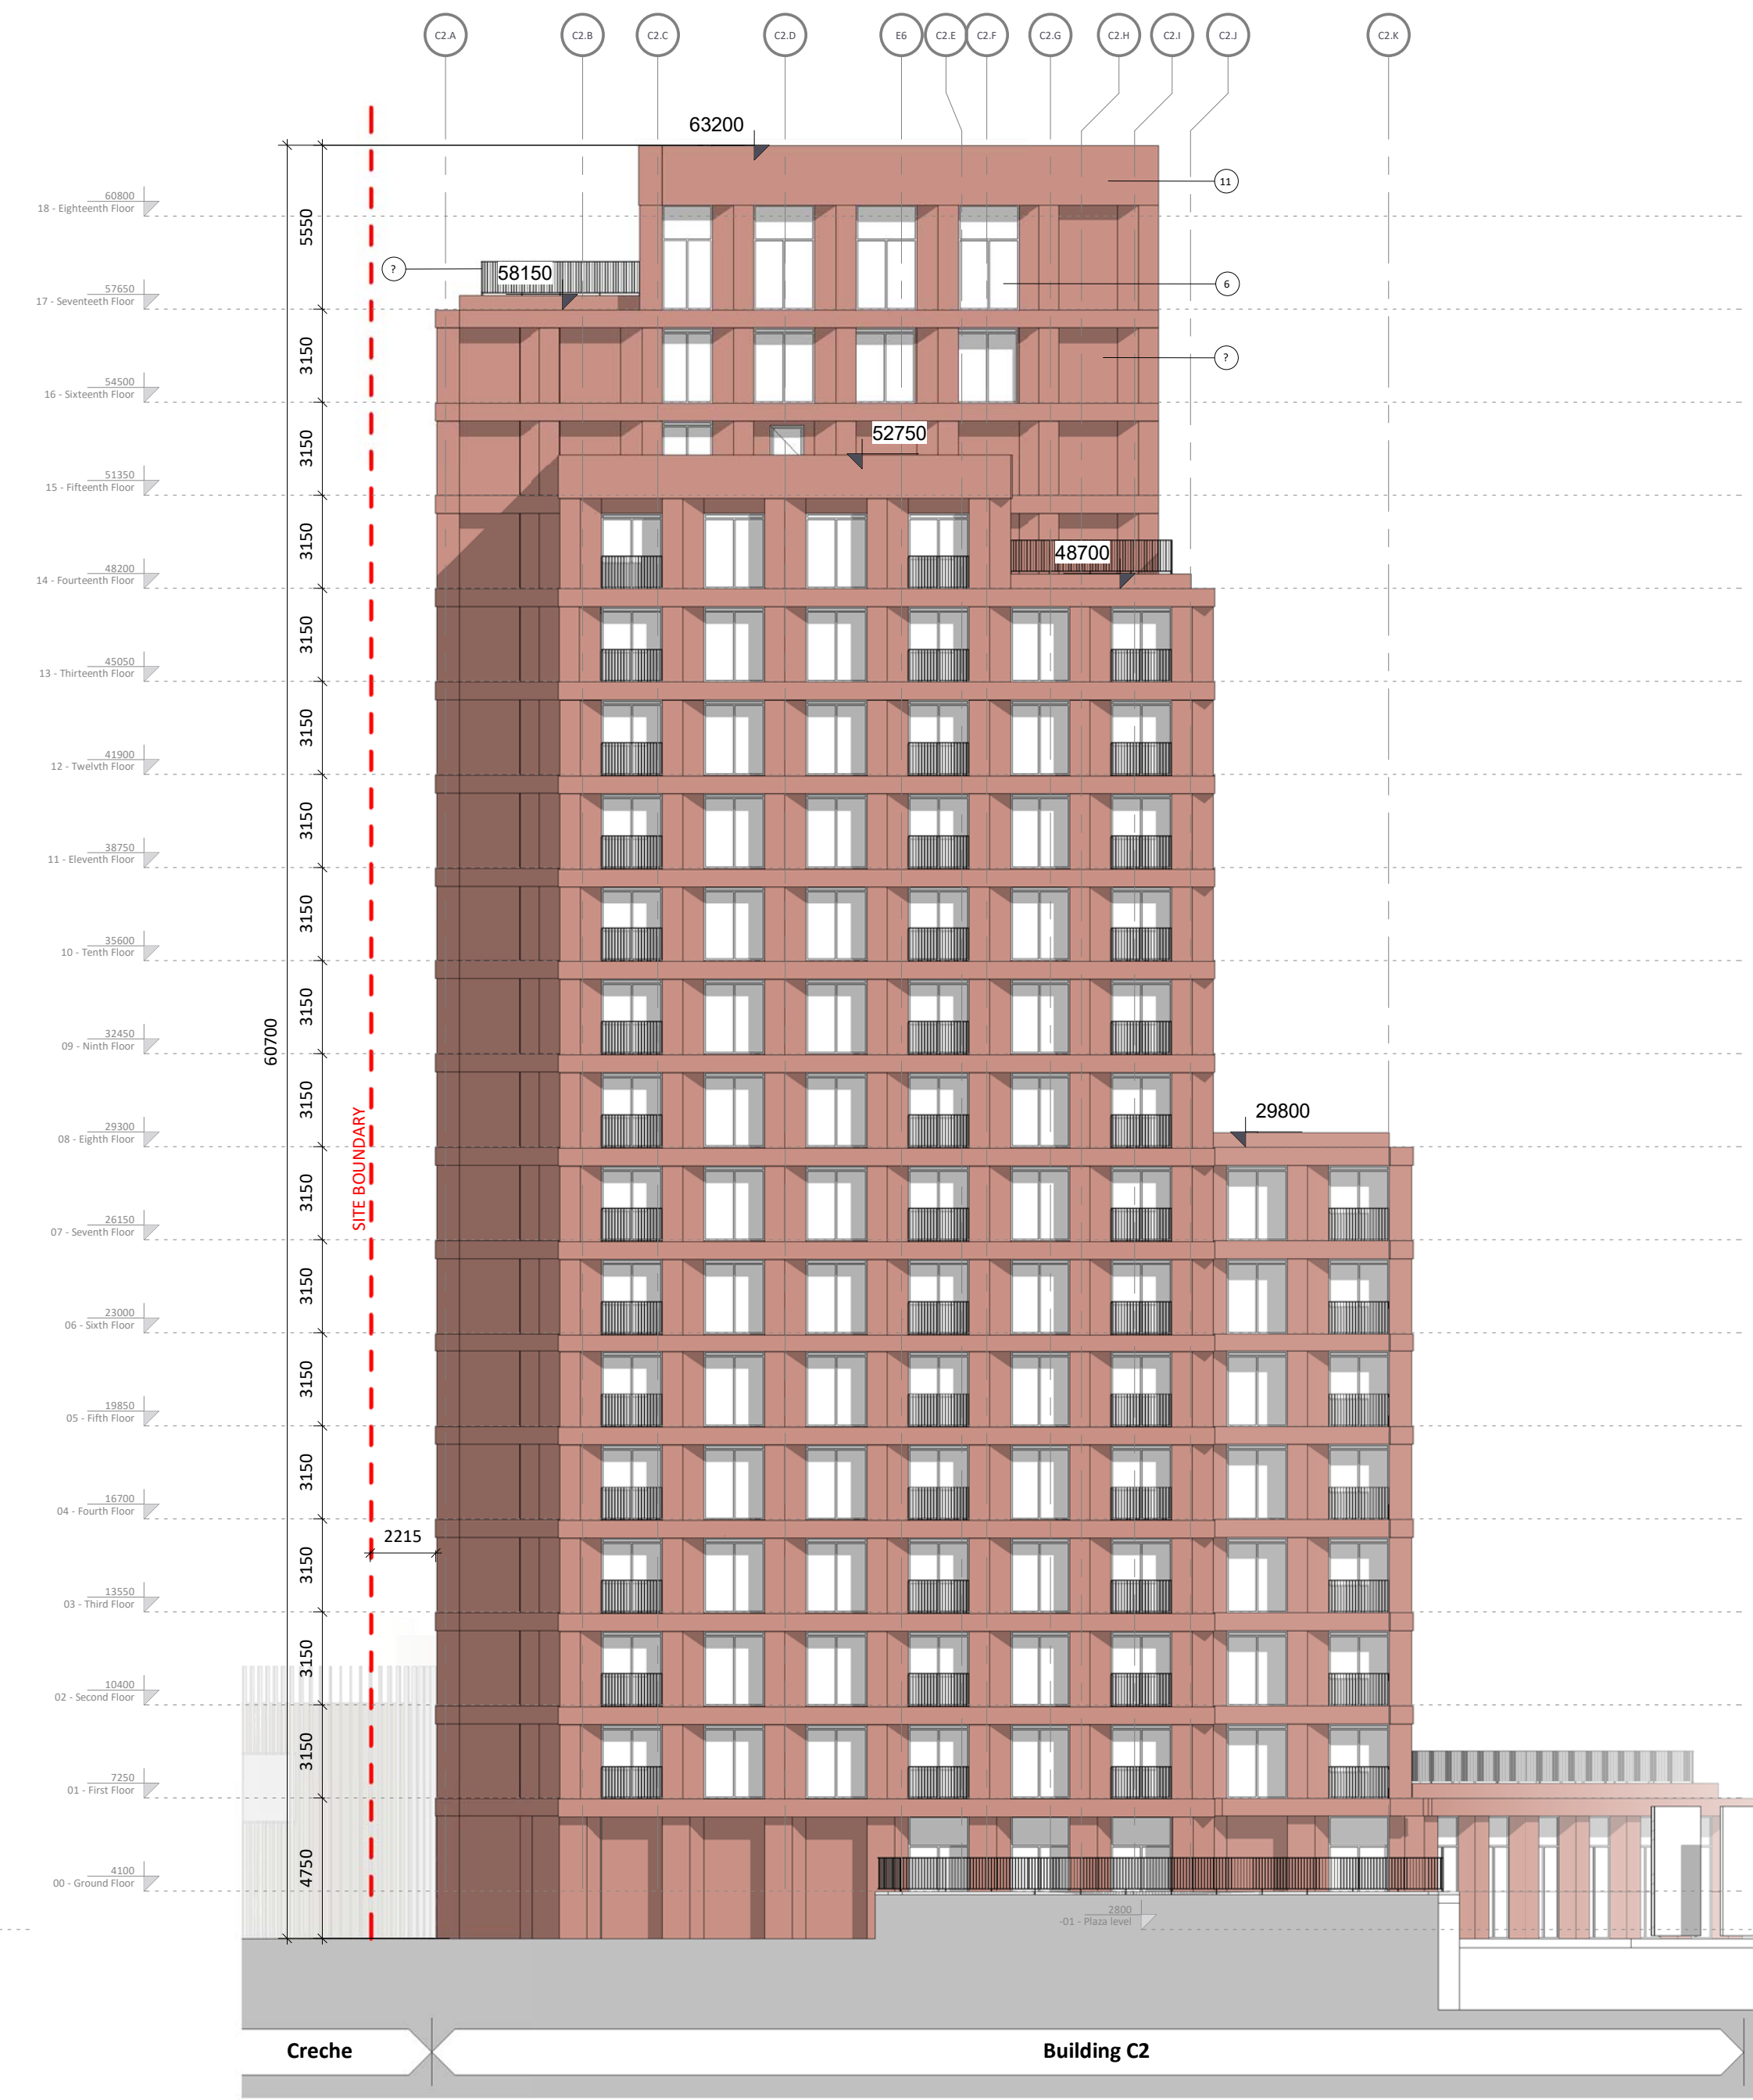 C2.A C2.B C2.C C2.D E6 C2.E C2.F C2.G C2.H C2.I C2.J C2.K
63200
11
60800
18 - Eighteenth Floor
5550
?
58150
6
57650
17 - Seventeeth Floor
3150
?
54500
16 - Sixteenth Floor
52750
3150
51350
15 - Fifteenth Floor
3150
48700
48200
14 - Fourteenth Floor
3150
45050
13 - Thirteenth Floor
3150
41900
12 - Twelvth Floor
3150
38750
11 - Eleventh Floor
3150
35600
10 - Tenth Floor
3150
32450
09 - Ninth Floor
60700
3150
29800
29300
08 - Eighth Floor
SITE BOUNDARY
3150
26150
07 - Seventh Floor
3150
23000
06 - Sixth Floor
3150
19850
05 - Fifth Floor
3150
16700
04 - Fourth Floor
2215
3150
13550
03 - Third Floor
3150
10400
02 - Second Floor
3150
7250
01 - First Floor
4750
4100
00 - Ground Floor
2800
-01 - Plaza level
Creche
Building C2